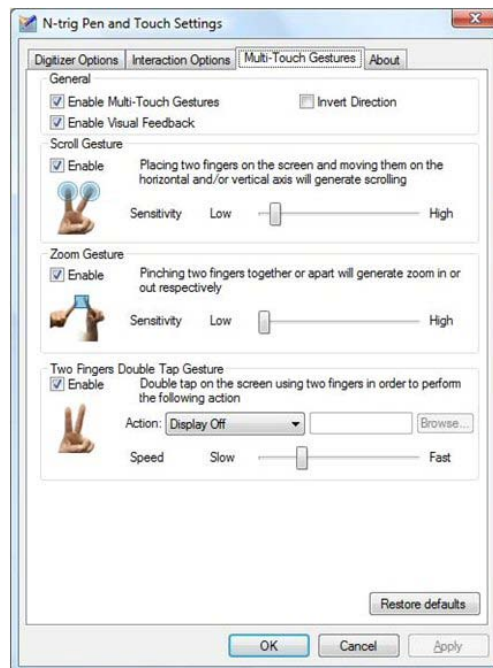 N-trig Pen and Touch Settings
Digitizer Options Interaction Options Multi-Touch Gestures About
General
Enable Multi-Touch Gestures Invert Direction
Enable Visual Feedback
Scroll Gesture
Enable Placing two fingers on the screen and moving them on the
horizontal and/or vertical axis will generate scrolling
Sensitivity Low High
Zoom Gesture
Enable Pinching two fingers together or apart will generate zoom in or
out respectively
Sensitivity Low High
Two Fingers Double Tap Gesture
Enable Double tap on the screen using two fingers in order to perform
the following action
Action: Display Off Browse...
Speed Slow Fast
Restore defaults
OK Cancel Apply